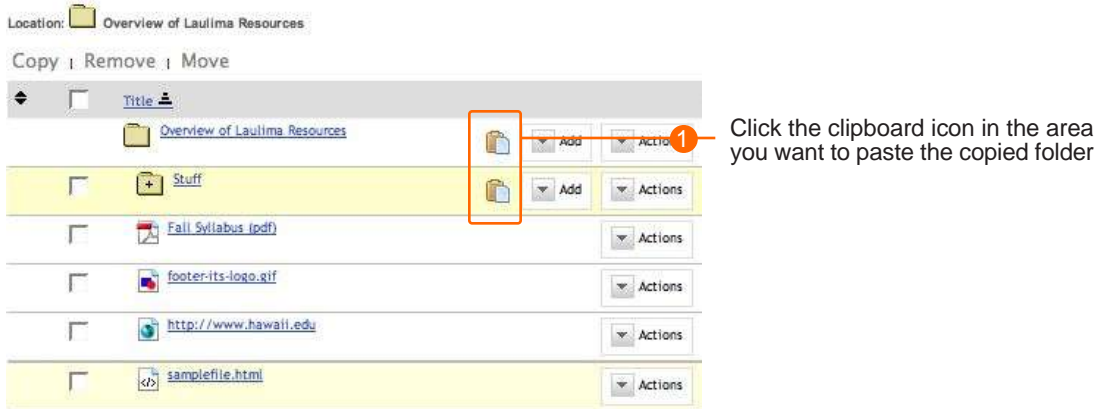 Location: Overview of Laulima Resources
Copy | Remove | Move
Title
Overview of Laulima Resources Add Actio 1
Click the clipboard icon in the area
you want to paste the copied folder
Stuff Add Actions
Fall Syllabus (pdf) Actions
footer-its-logo.gif Actions
http://www.hawaii.edu Actions
samplefile.html Actions